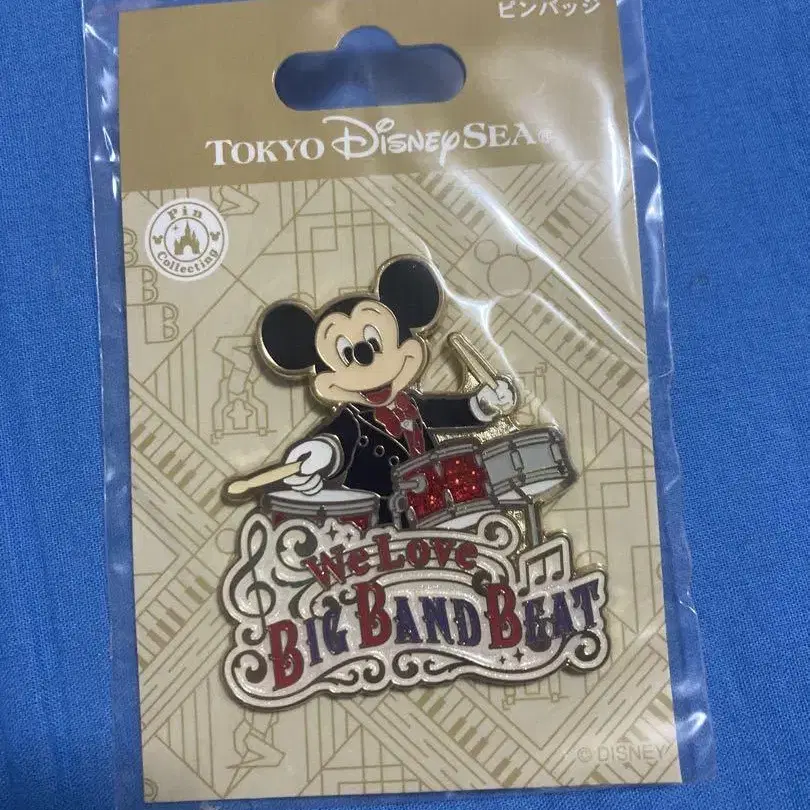 ピンバッジ
TOKYO DISNEYSEA®
Pin
Collecting
We Love
BIG BAND BEAT
© DISNEY